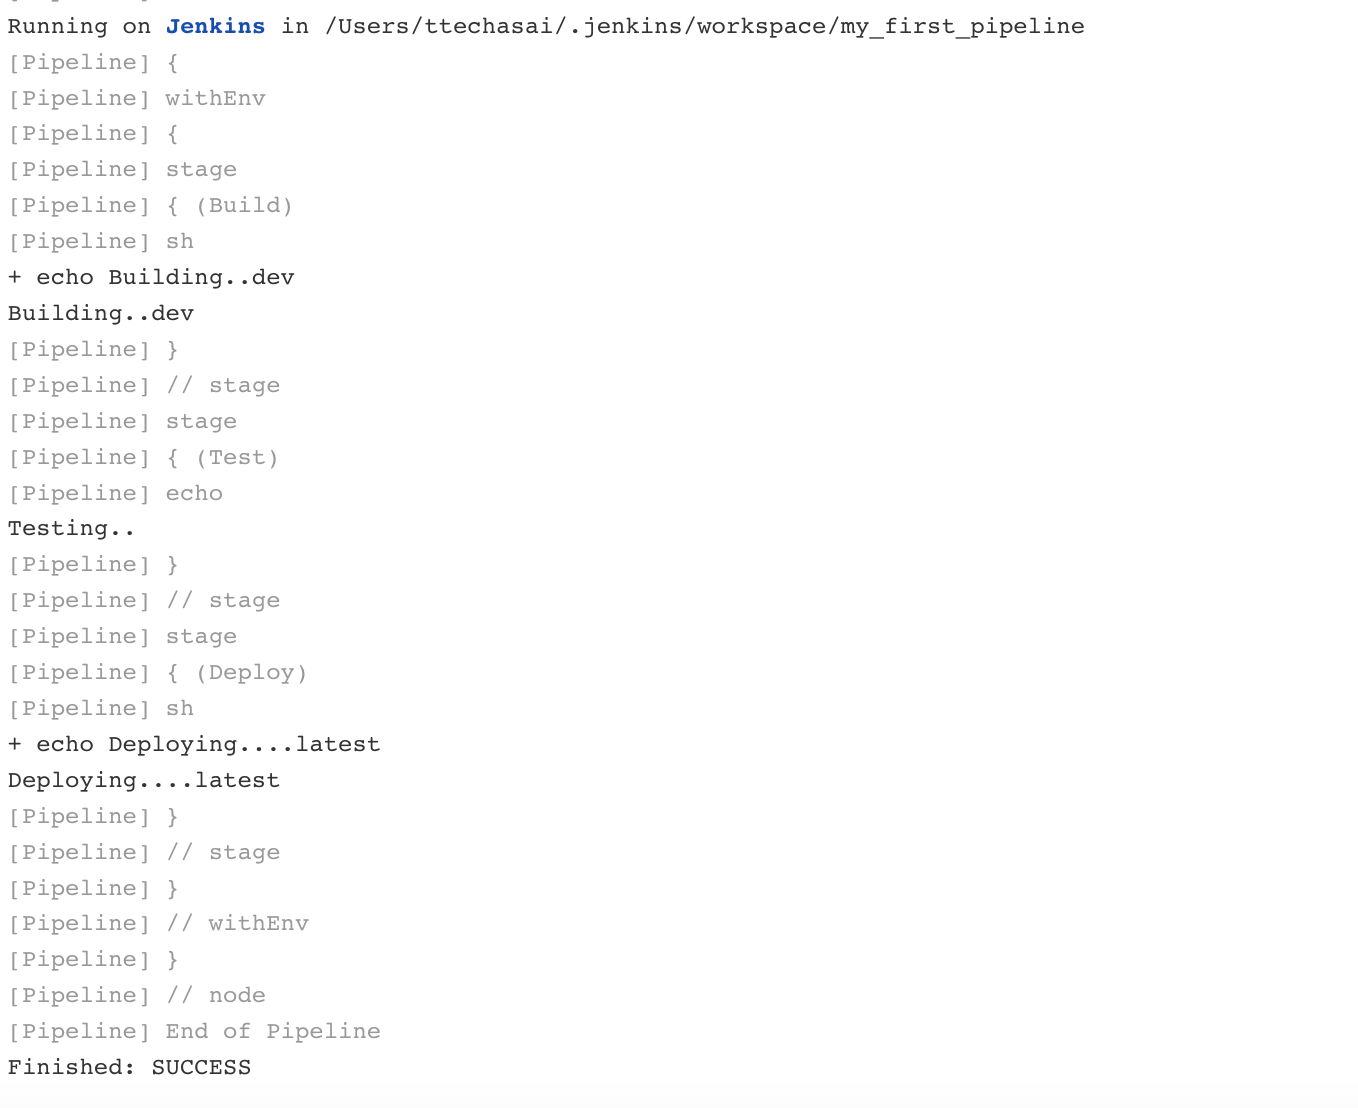 Running on Jenkins in /Users/ttechasai/.jenkins/workspace/my_first_pipeline
[Pipeline] {
[Pipeline] withEnv
[Pipeline] {
[Pipeline] stage
[Pipeline] { (Build)
[Pipeline] sh
+ echo Building..dev
Building..dev
[Pipeline] }
[Pipeline] // stage
[Pipeline] stage
[Pipeline] { (Test)
[Pipeline] echo
Testing..
[Pipeline] }
[Pipeline] // stage
[Pipeline] stage
[Pipeline] { (Deploy)
[Pipeline] sh
+ echo Deploying....latest
Deploying....latest
[Pipeline] }
[Pipeline] // stage
[Pipeline] }
[Pipeline] // withEnv
[Pipeline] }
[Pipeline] // node
[Pipeline] End of Pipeline
Finished: SUCCESS